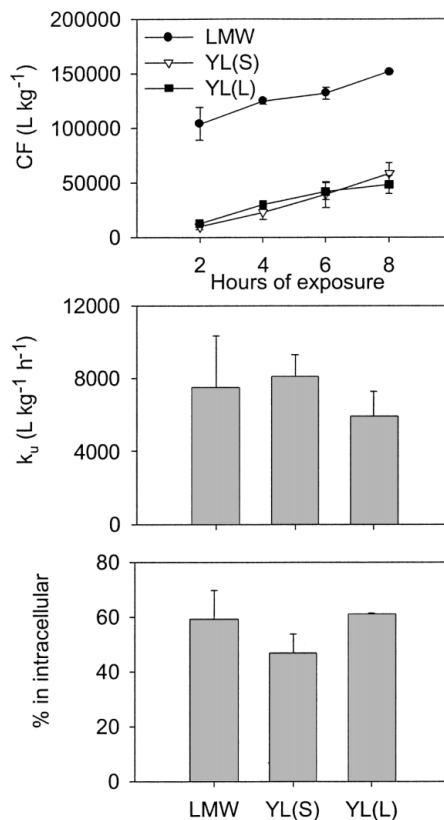 200000
150000
100000
50000
0
CF (L kg⁻¹)
LMW
YL(S)
YL(L)
2 4 6 8
Hours of exposure
12000
8000
4000
0
kᵤ (L kg⁻¹ h⁻¹)
80
60
40
20
0
% in intracellular
LMW YL(S) YL(L)